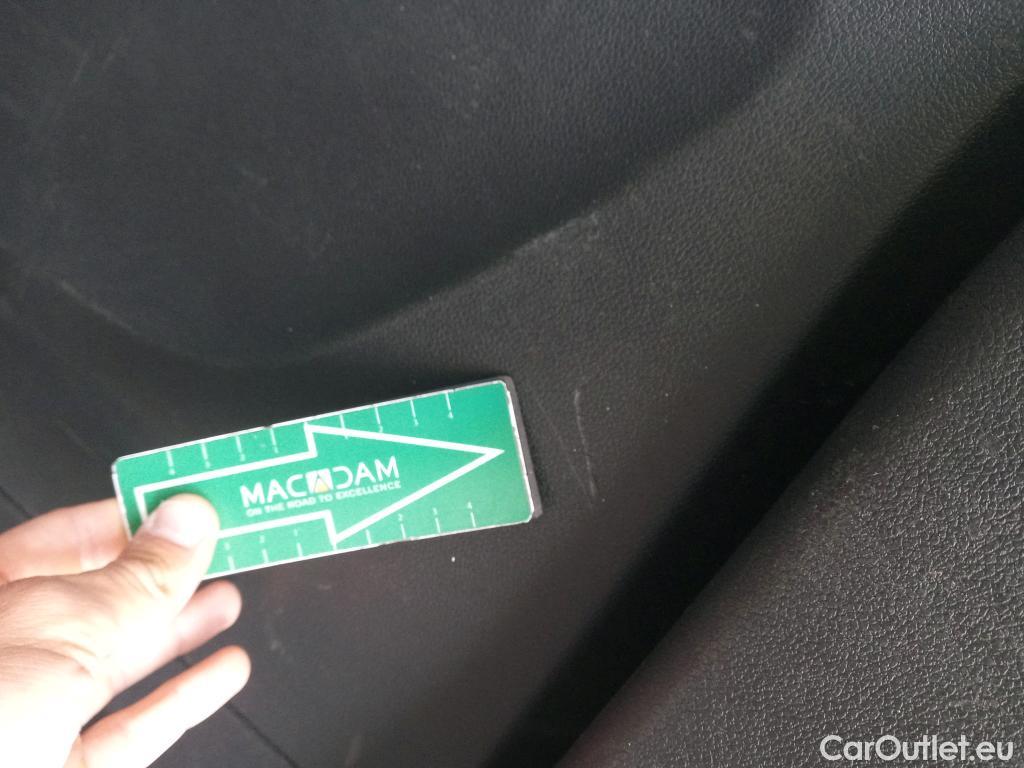 MACADAM
ON THE ROAD TO EXCELLENCE
CarOutlet.eu